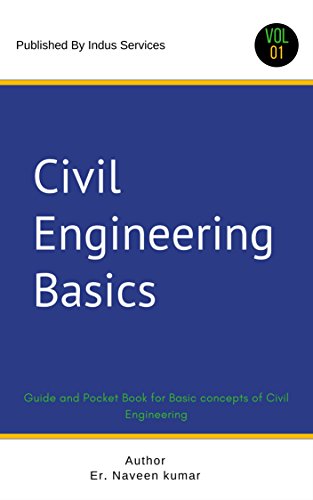 Published By Indus Services
VOL
01
Civil
Engineering
Basics
Guide and Pocket Book for Basic concepts of Civil
Engineering
Author
Er. Naveen kumar